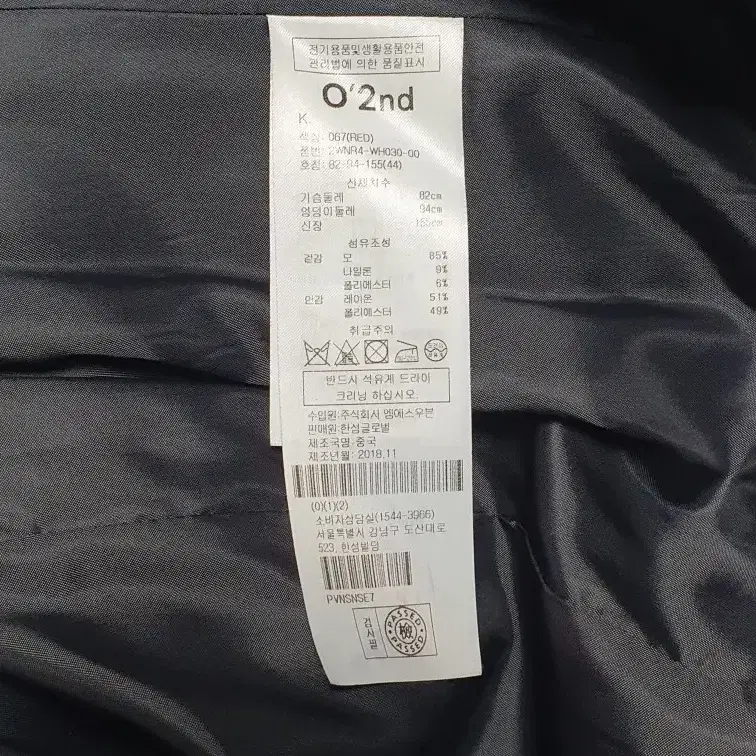 전기용품및생활용품안전
관리법에 의한 품질표시
O'2nd
K.
색상: 067(RED)
품번: 2WNR4-WH030-00
호칭: 82-94-155(44)
신체치수
가슴둘레 82cm
엉덩이둘레 94cm
신장 155cm
섬유조성
겉감 모 85%
나일론 9%
폴리에스터 6%
안감 레이온 51%
폴리에스터 49%
취급주의
반드시 석유계 드라이
크리닝 하십시오.
수입원:주식회사 엠에스우븐
판매원:한섬글로벌
제조국명:중국
제조년월: 2018.11
(0)(1)(2)
소비자상담실(1544-3966)
서울특별시 강남구 도산대로
523, 한섬빌딩
PVNSNSE7
검사필
PASSED
PASSED